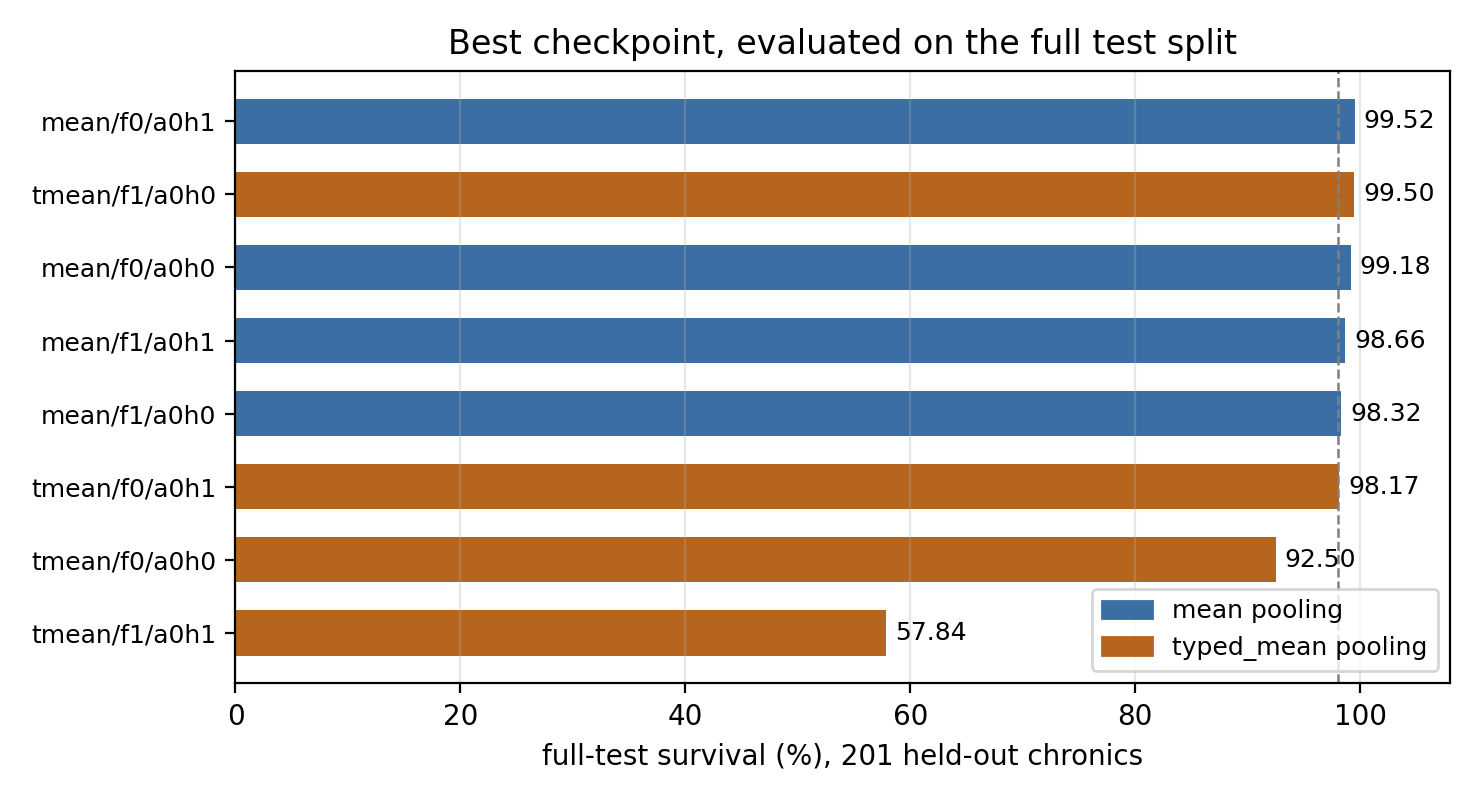 Best checkpoint, evaluated on the full test split
mean/f0/a0h1
99.52
tmean/f1/a0h0
99.50
mean/f0/a0h0
99.18
mean/f1/a0h1
98.66
mean/f1/a0h0
98.32
tmean/f0/a0h1
98.17
tmean/f0/a0h0
92.50
tmean/f1/a0h1
57.84
mean pooling
typed_mean pooling
0 20 40 60 80 100
full-test survival (%), 201 held-out chronics